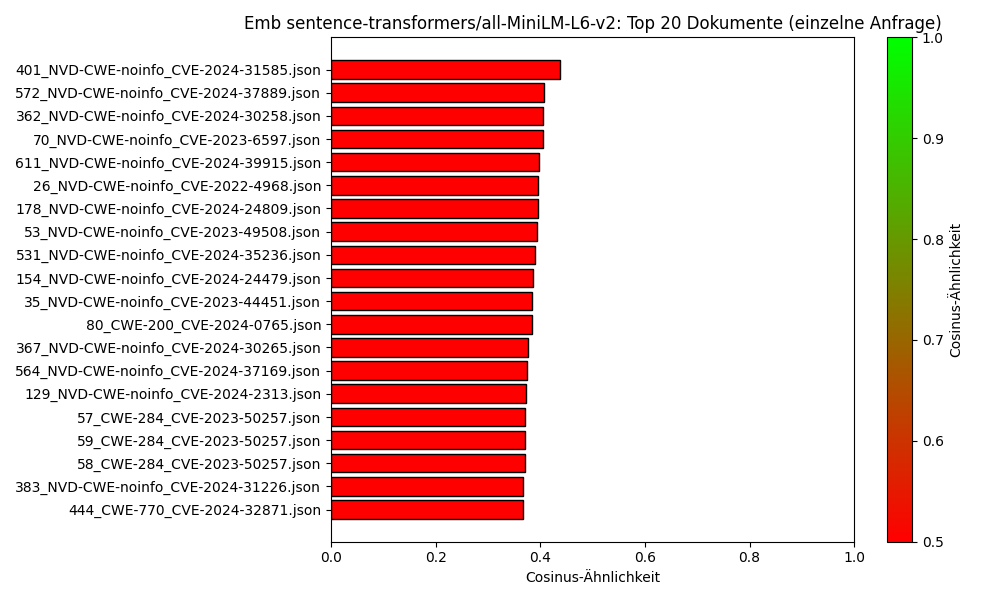 Emb sentence-transformers/all-MiniLM-L6-v2: Top 20 Dokumente (einzelne Anfrage)
401_NVD-CWE-noinfo_CVE-2024-31585.json
572_NVD-CWE-noinfo_CVE-2024-37889.json
362_NVD-CWE-noinfo_CVE-2024-30258.json
70_NVD-CWE-noinfo_CVE-2023-6597.json
611_NVD-CWE-noinfo_CVE-2024-39915.json
26_NVD-CWE-noinfo_CVE-2022-4968.json
178_NVD-CWE-noinfo_CVE-2024-24809.json
53_NVD-CWE-noinfo_CVE-2023-49508.json
531_NVD-CWE-noinfo_CVE-2024-35236.json
154_NVD-CWE-noinfo_CVE-2024-24479.json
35_NVD-CWE-noinfo_CVE-2023-44451.json
80_CWE-200_CVE-2024-0765.json
367_NVD-CWE-noinfo_CVE-2024-30265.json
564_NVD-CWE-noinfo_CVE-2024-37169.json
129_NVD-CWE-noinfo_CVE-2024-2313.json
57_CWE-284_CVE-2023-50257.json
59_CWE-284_CVE-2023-50257.json
58_CWE-284_CVE-2023-50257.json
383_NVD-CWE-noinfo_CVE-2024-31226.json
444_CWE-770_CVE-2024-32871.json
0.0 0.2 0.4 0.6 0.8 1.0
Cosinus-Ähnlichkeit
1.0
0.9
0.8
0.7
0.6
0.5
Cosinus-Ähnlichkeit